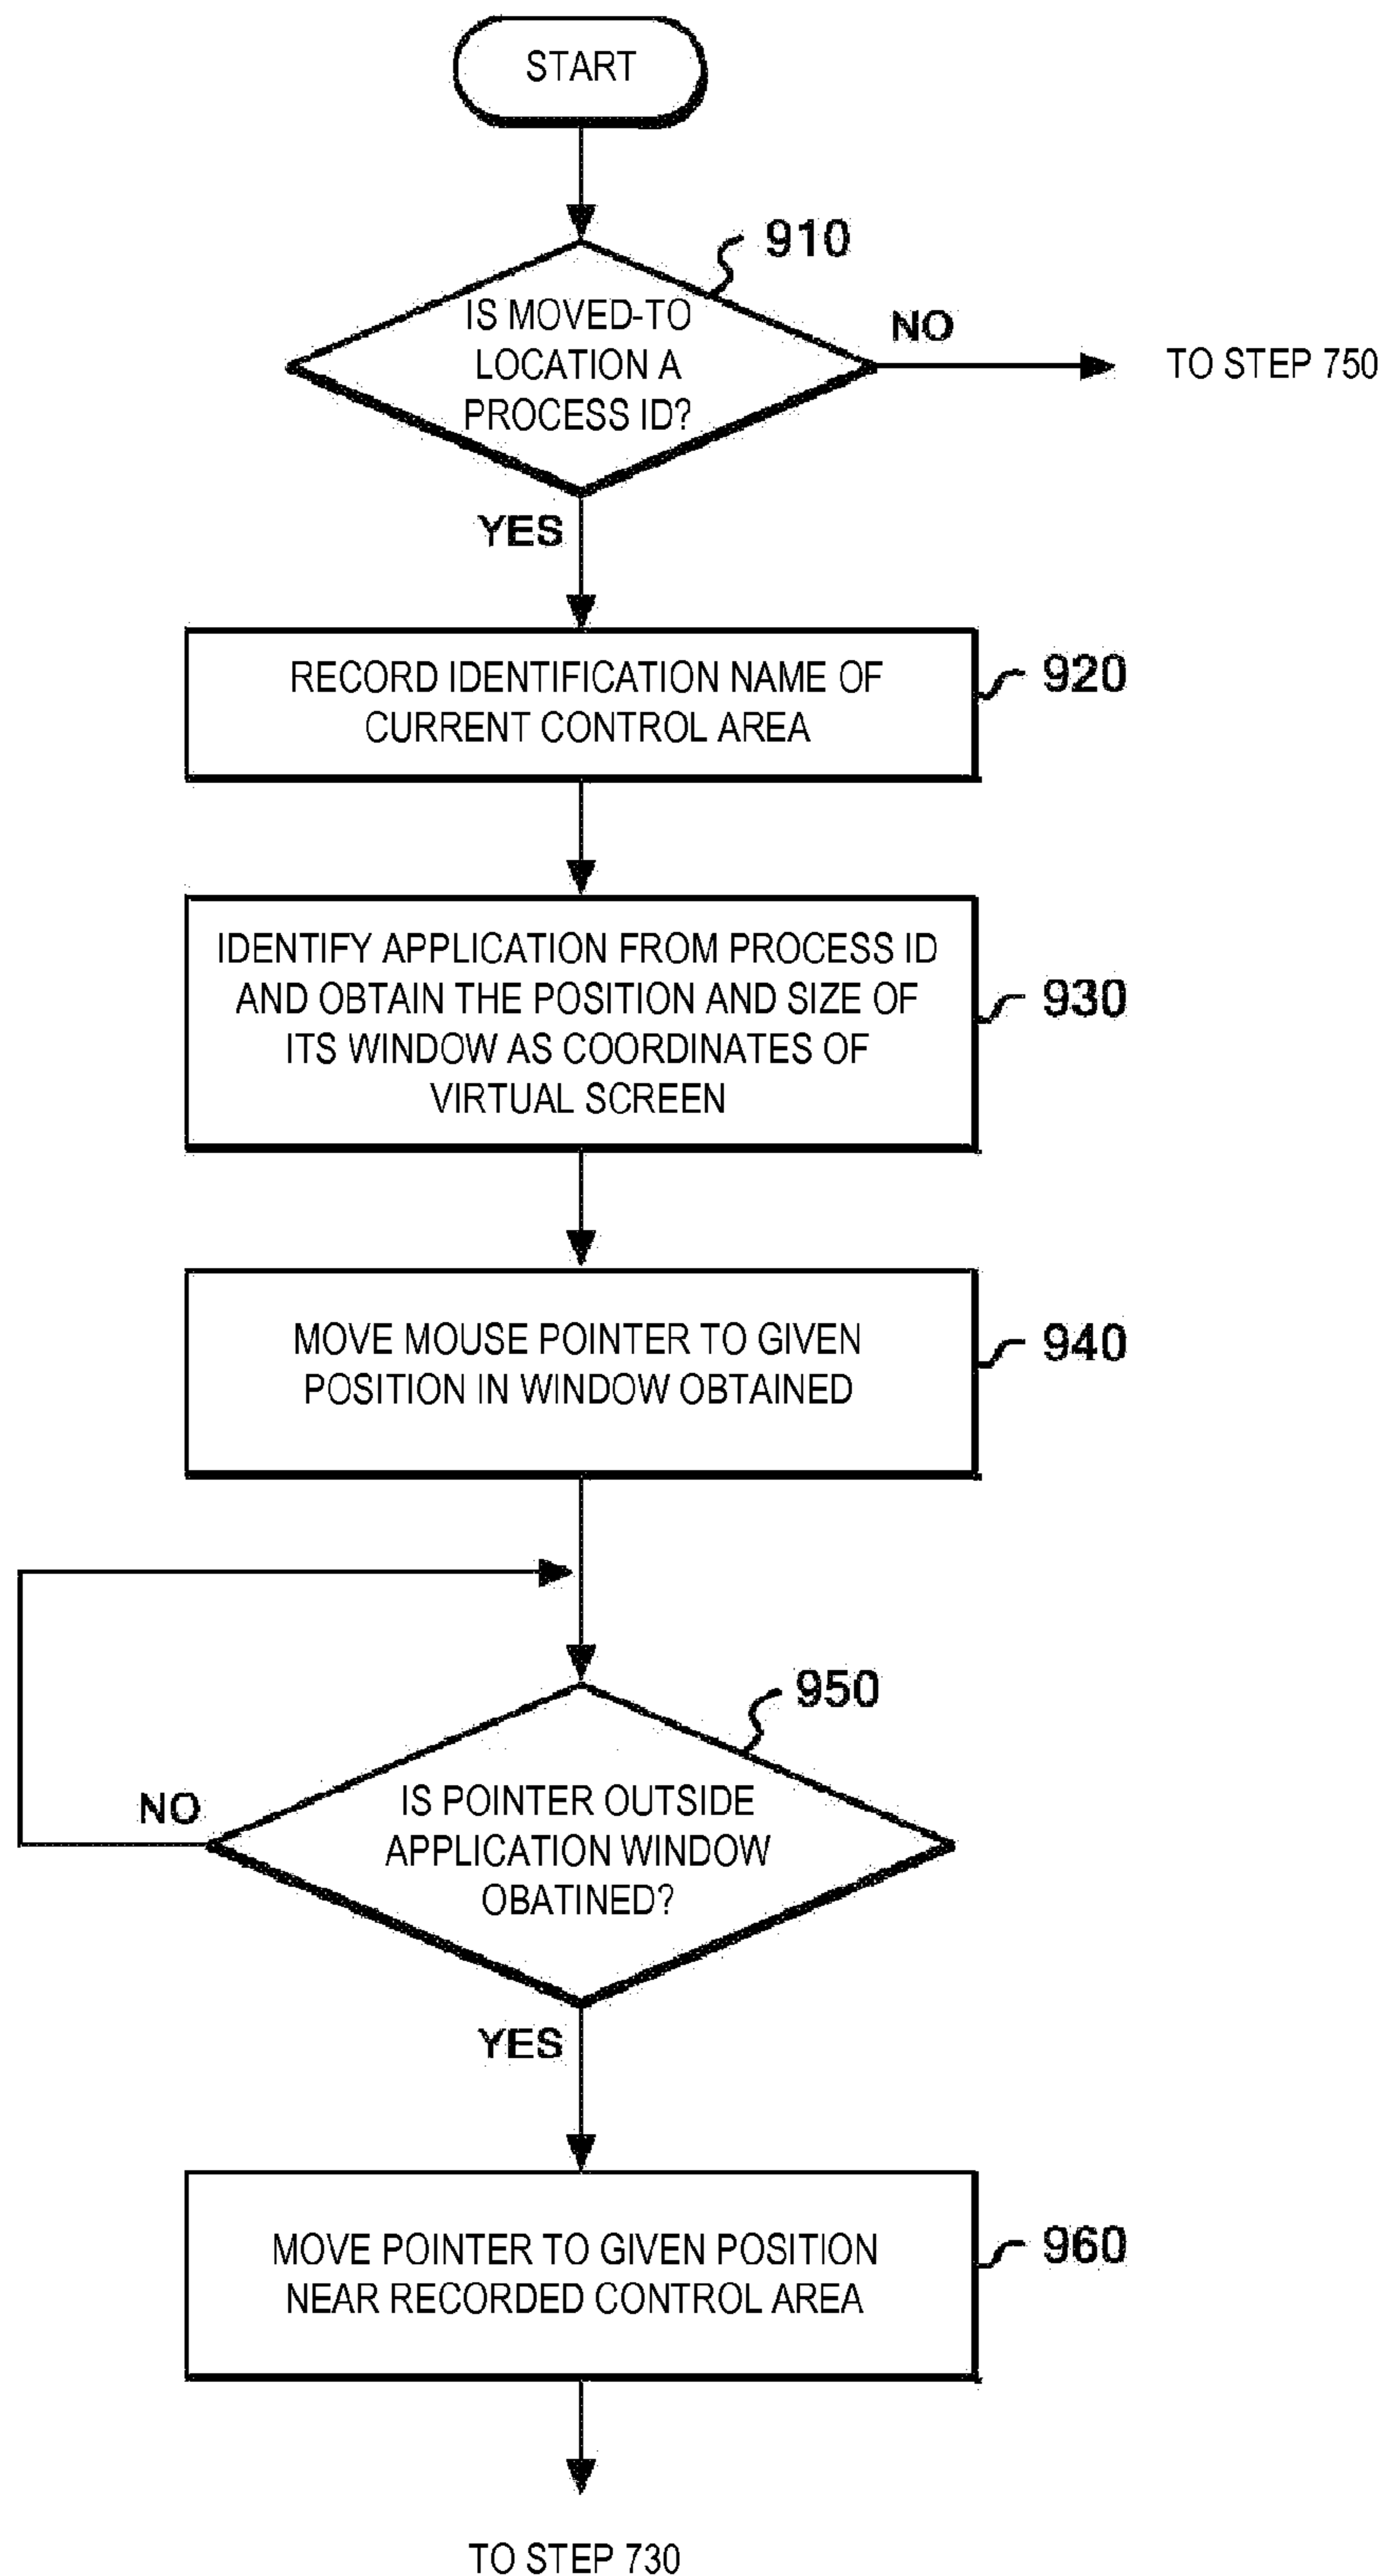 START
910
IS MOVED-TO
LOCATION A
PROCESS ID?
NO
TO STEP 750
YES
RECORD IDENTIFICATION NAME OF
CURRENT CONTROL AREA
920
IDENTIFY APPLICATION FROM PROCESS ID
AND OBTAIN THE POSITION AND SIZE OF
ITS WINDOW AS COORDINATES OF
VIRTUAL SCREEN
930
MOVE MOUSE POINTER TO GIVEN
POSITION IN WINDOW OBTAINED
940
950
IS POINTER OUTSIDE
APPLICATION WINDOW
OBATINED?
NO
YES
MOVE POINTER TO GIVEN POSITION
NEAR RECORDED CONTROL AREA
960
TO STEP 730